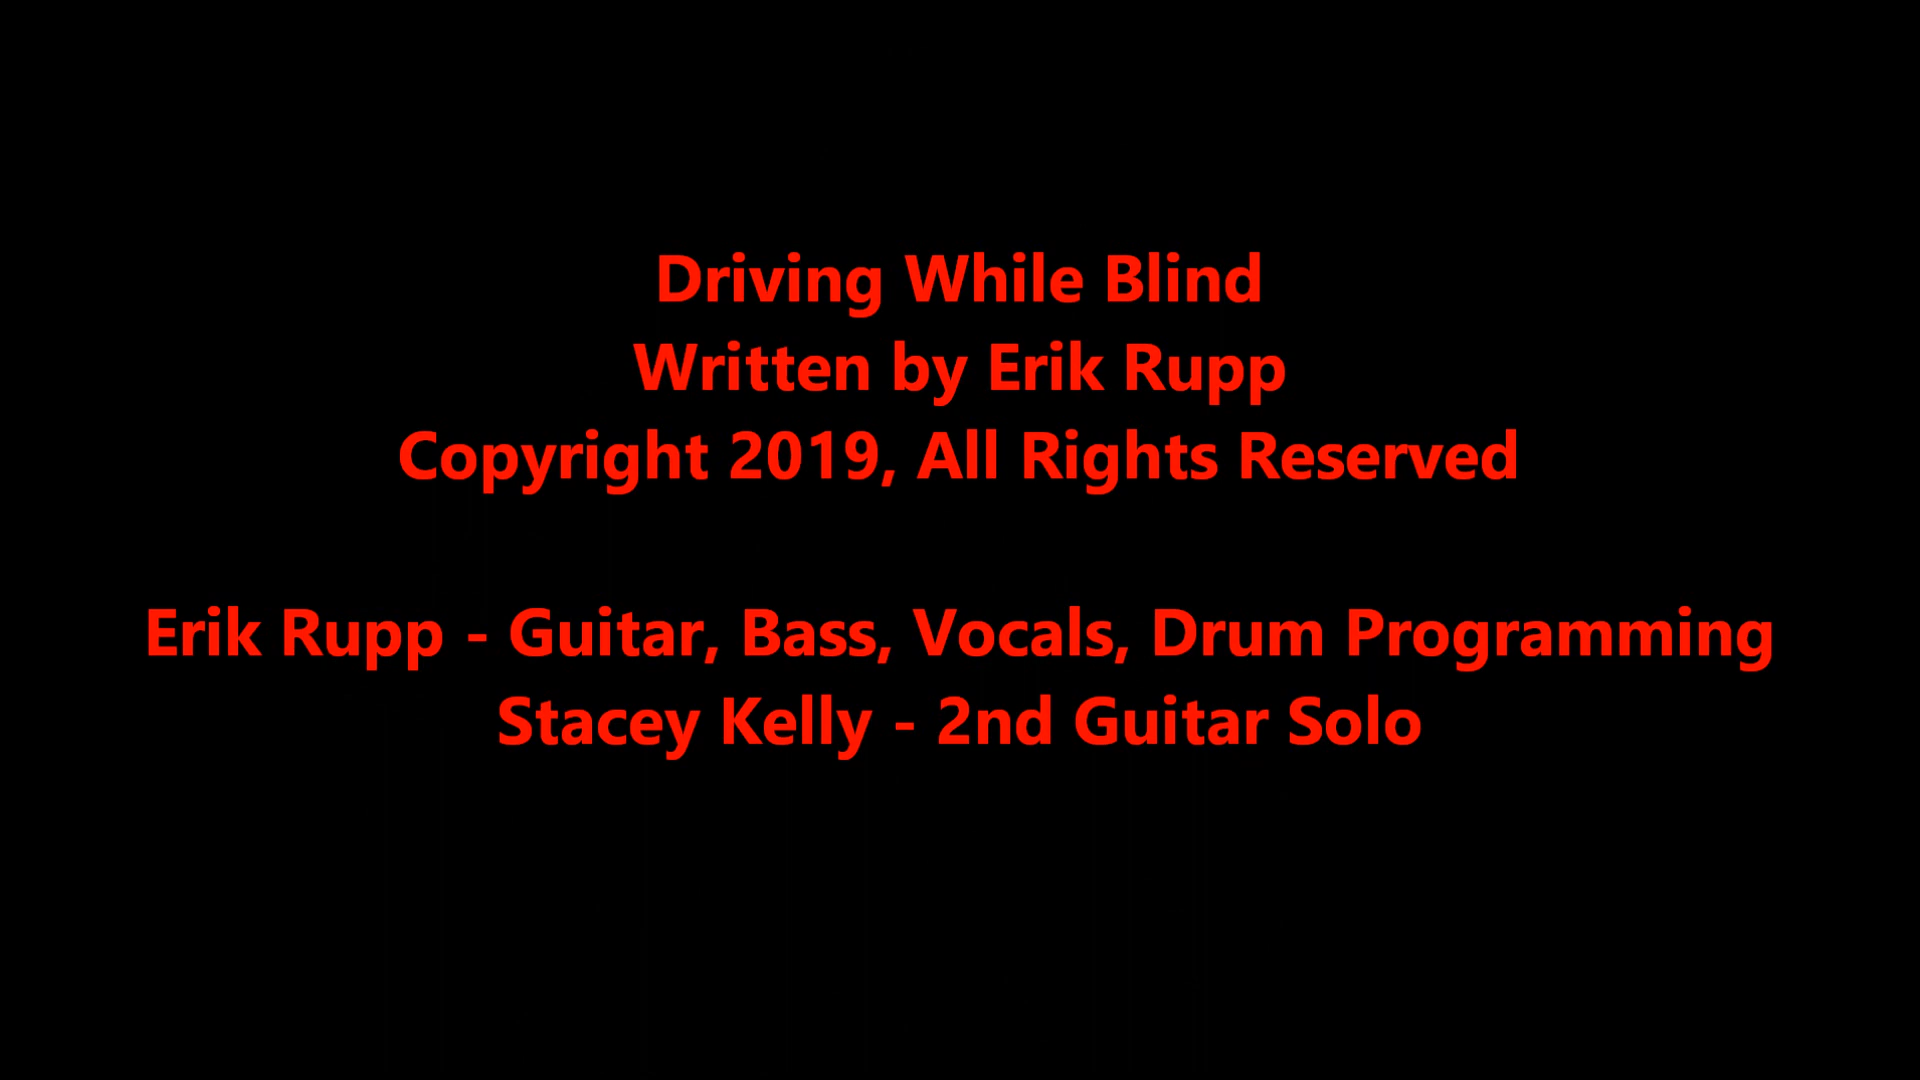 Driving While Blind
Written by Erik Rupp
Copyright 2019, All Rights Reserved
Erik Rupp - Guitar, Bass, Vocals, Drum Programming
Stacey Kelly - 2nd Guitar Solo